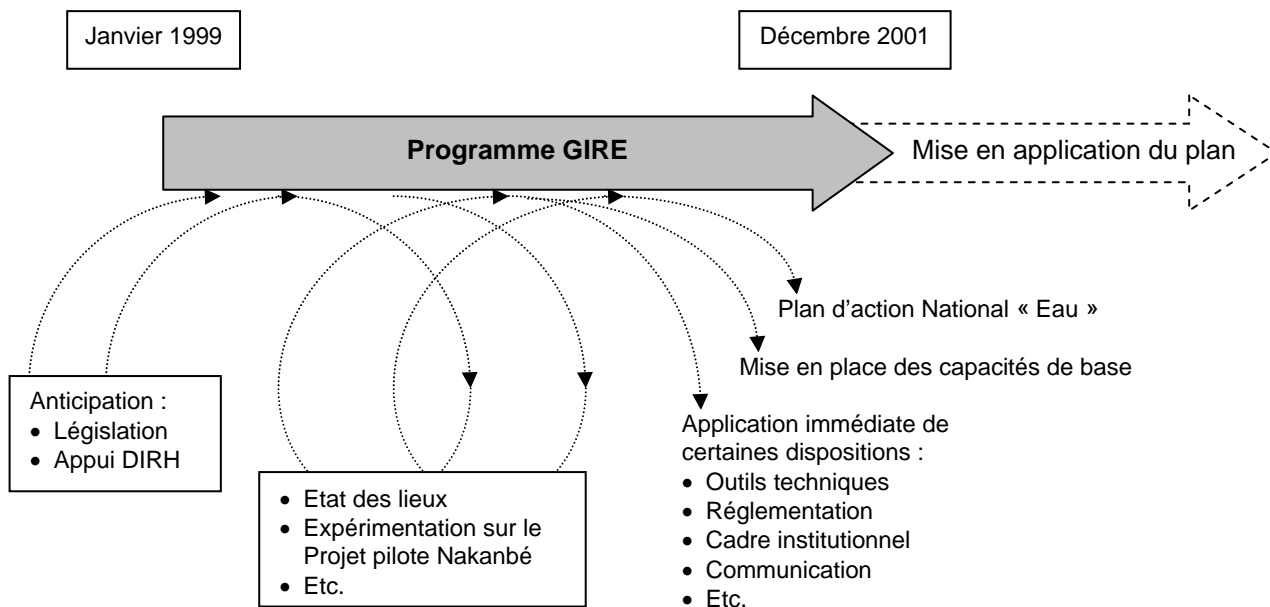 Janvier 1999
Décembre 2001
Programme GIRE
Mise en application du plan
Plan d'action National « Eau »
Mise en place des capacités de base
Anticipation :
• Législation
• Appui DIRH
• Etat des lieux
• Expérimentation sur le
Projet pilote Nakanbé
• Etc.
Application immédiate de
certaines dispositions :
• Outils techniques
• Réglementation
• Cadre institutionnel
• Communication
• Etc.